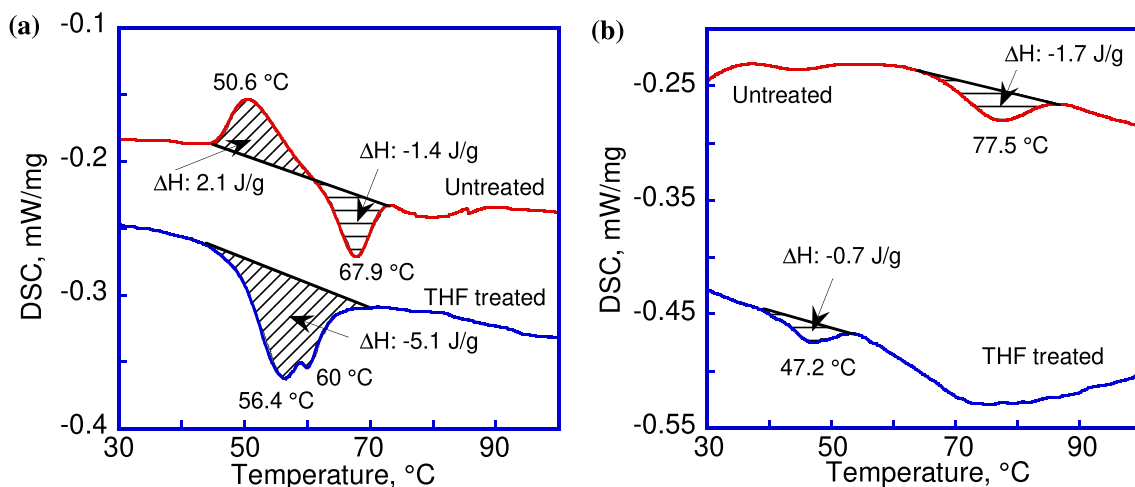 (a)
-0.1
-0.2
-0.3
-0.4
DSC, mW/mg
50.6 °C
ΔH: 2.1 J/g
ΔH: -1.4 J/g
Untreated
67.9 °C
THF treated
ΔH: -5.1 J/g
60 °C
56.4 °C
30
50
70
90
Temperature, °C
(b)
-0.25
-0.35
-0.45
-0.55
DSC, mW/mg
ΔH: -1.7 J/g
Untreated
77.5 °C
ΔH: -0.7 J/g
47.2 °C
THF treated
30
50
70
90
Temperature, °C